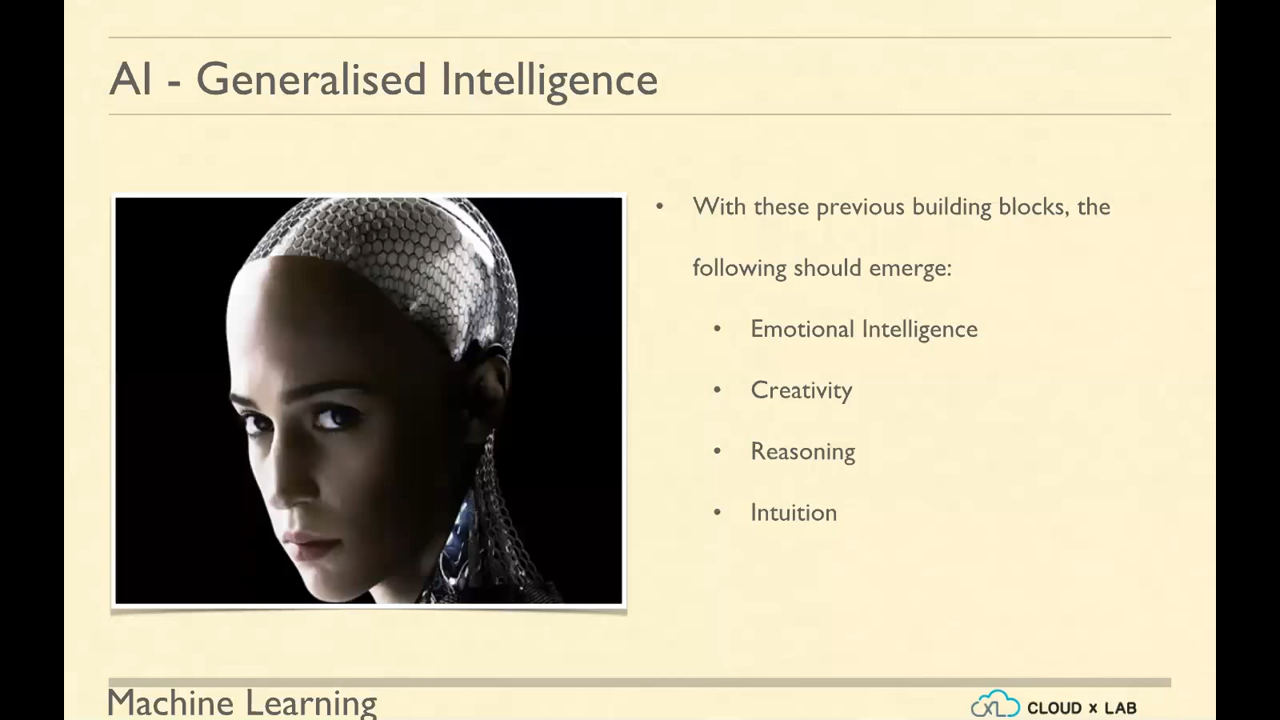 AI - Generalised Intelligence
• With these previous building blocks, the
following should emerge:
• Emotional Intelligence
• Creativity
• Reasoning
• Intuition
Machine Learning
CXL CLOUD x LAB